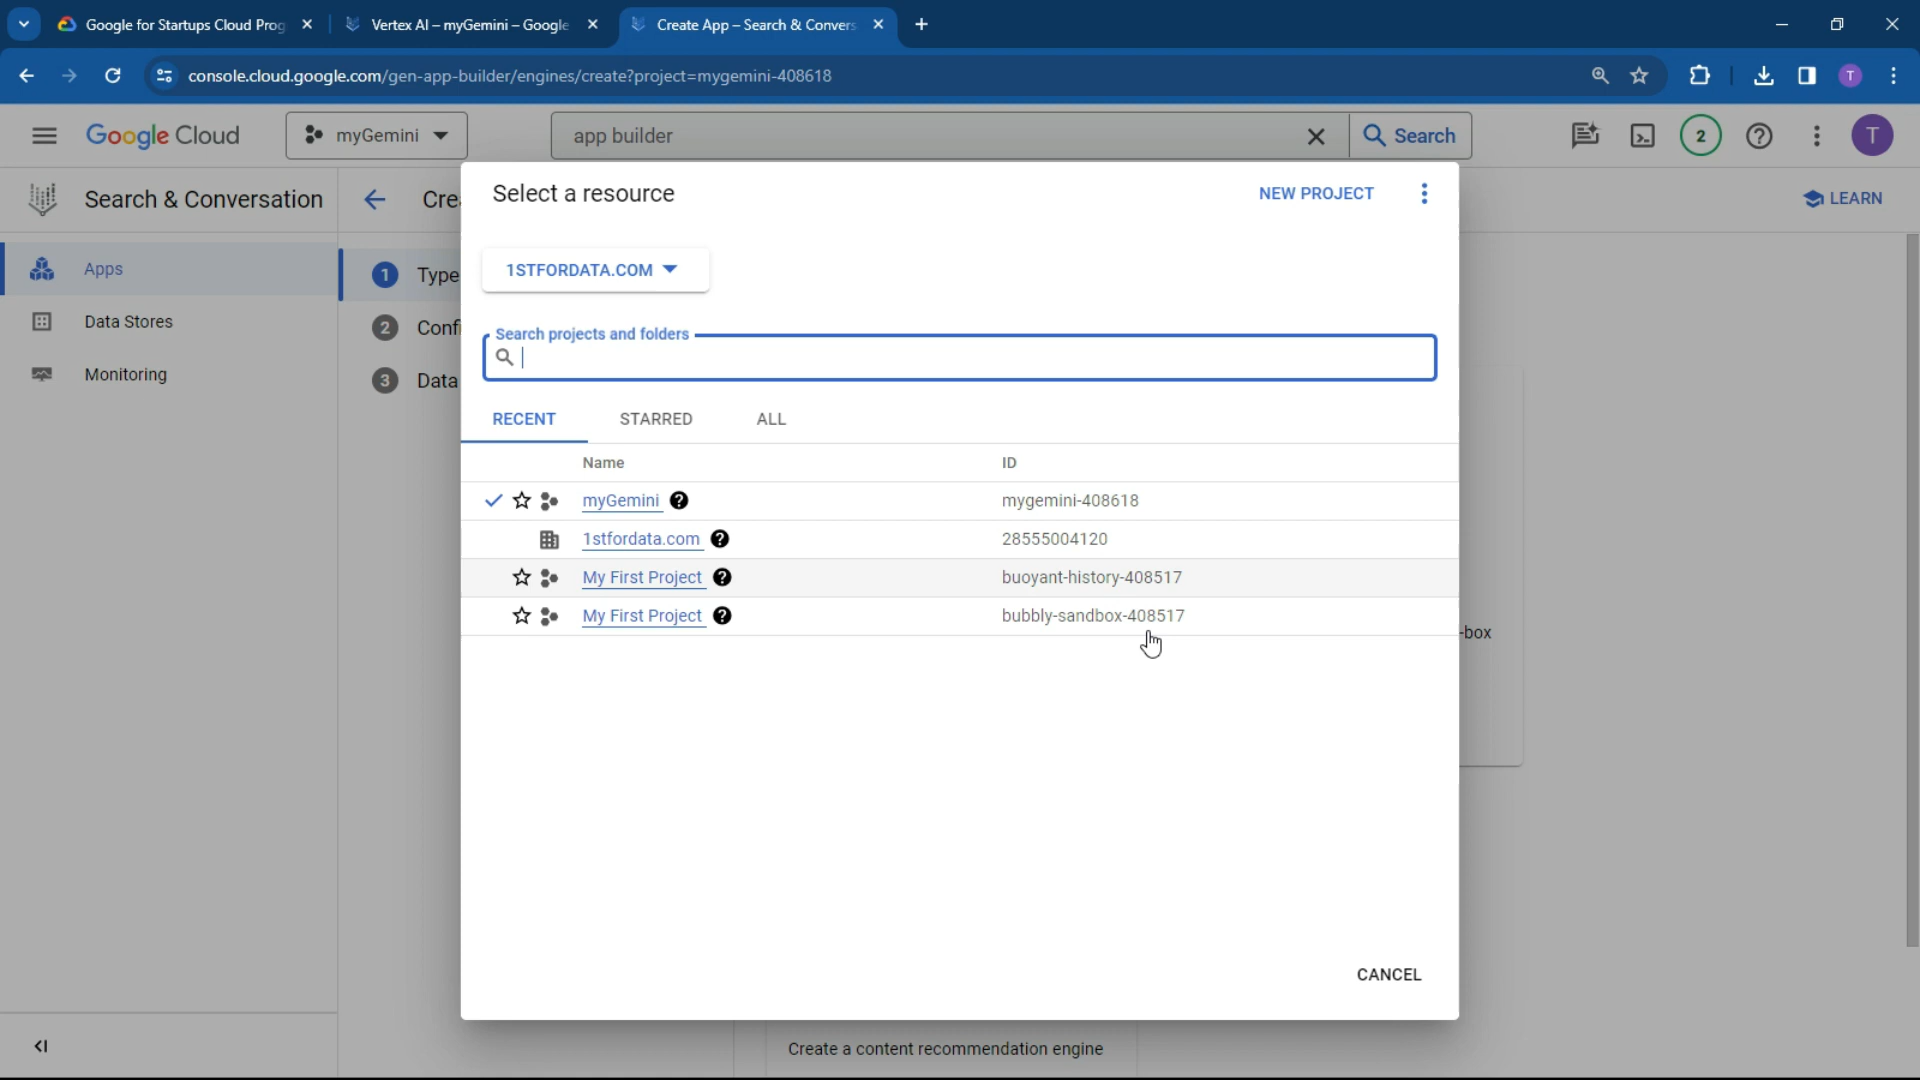 Google for Startups Cloud Prog
Vertex AI – myGemini – Google
Create App – Search & Convers
console.cloud.google.com/gen-app-builder/engines/create?project=mygemini-408618
T
Google Cloud
myGemini
app builder
Search
2
T
Search & Conversation
Cre
LEARN
Apps
Data Stores
Monitoring
1 Type
2 Confi
3 Data
Select a resource
NEW PROJECT
1STFORDATA.COM
Search projects and folders
RECENT
STARRED
ALL
Name
ID
myGemini
mygemini-408618
1stfordata.com
28555004120
My First Project
buoyant-history-408517
My First Project
bubbly-sandbox-408517
-box
CANCEL
Create a content recommendation engine